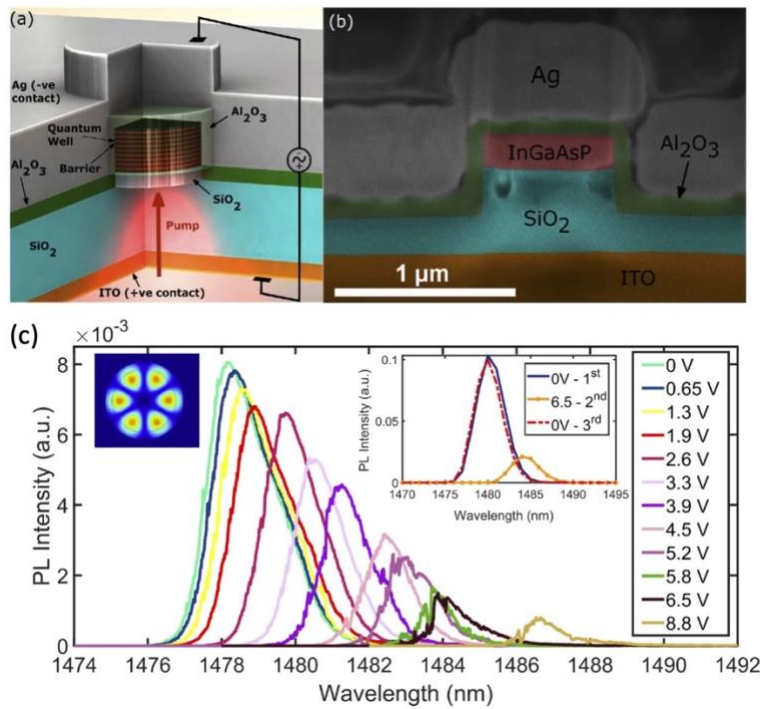 (a)
Ag (-ve
contact)
Al2O3
Quantum
Well
Barrier
Al2O3
SiO2
SiO2
Pump
ITO (+ve contact)
(b)
Ag
InGaAsP
Al2O3
SiO2
1 μm
ITO
(c)
×10⁻³
8
6
4
2
0
PL Intensity (a.u.)
1474 1476 1478 1480 1482 1484 1486 1488 1490 1492
Wavelength (nm)
0.1
0.05
0
PL Intensity (a.u.)
1470 1475 1480 1485 1490 1495
Wavelength (nm)
0V - 1st
6.5 - 2nd
0V - 3rd
0 V
0.65 V
1.3 V
1.9 V
2.6 V
3.3 V
3.9 V
4.5 V
5.2 V
5.8 V
6.5 V
8.8 V